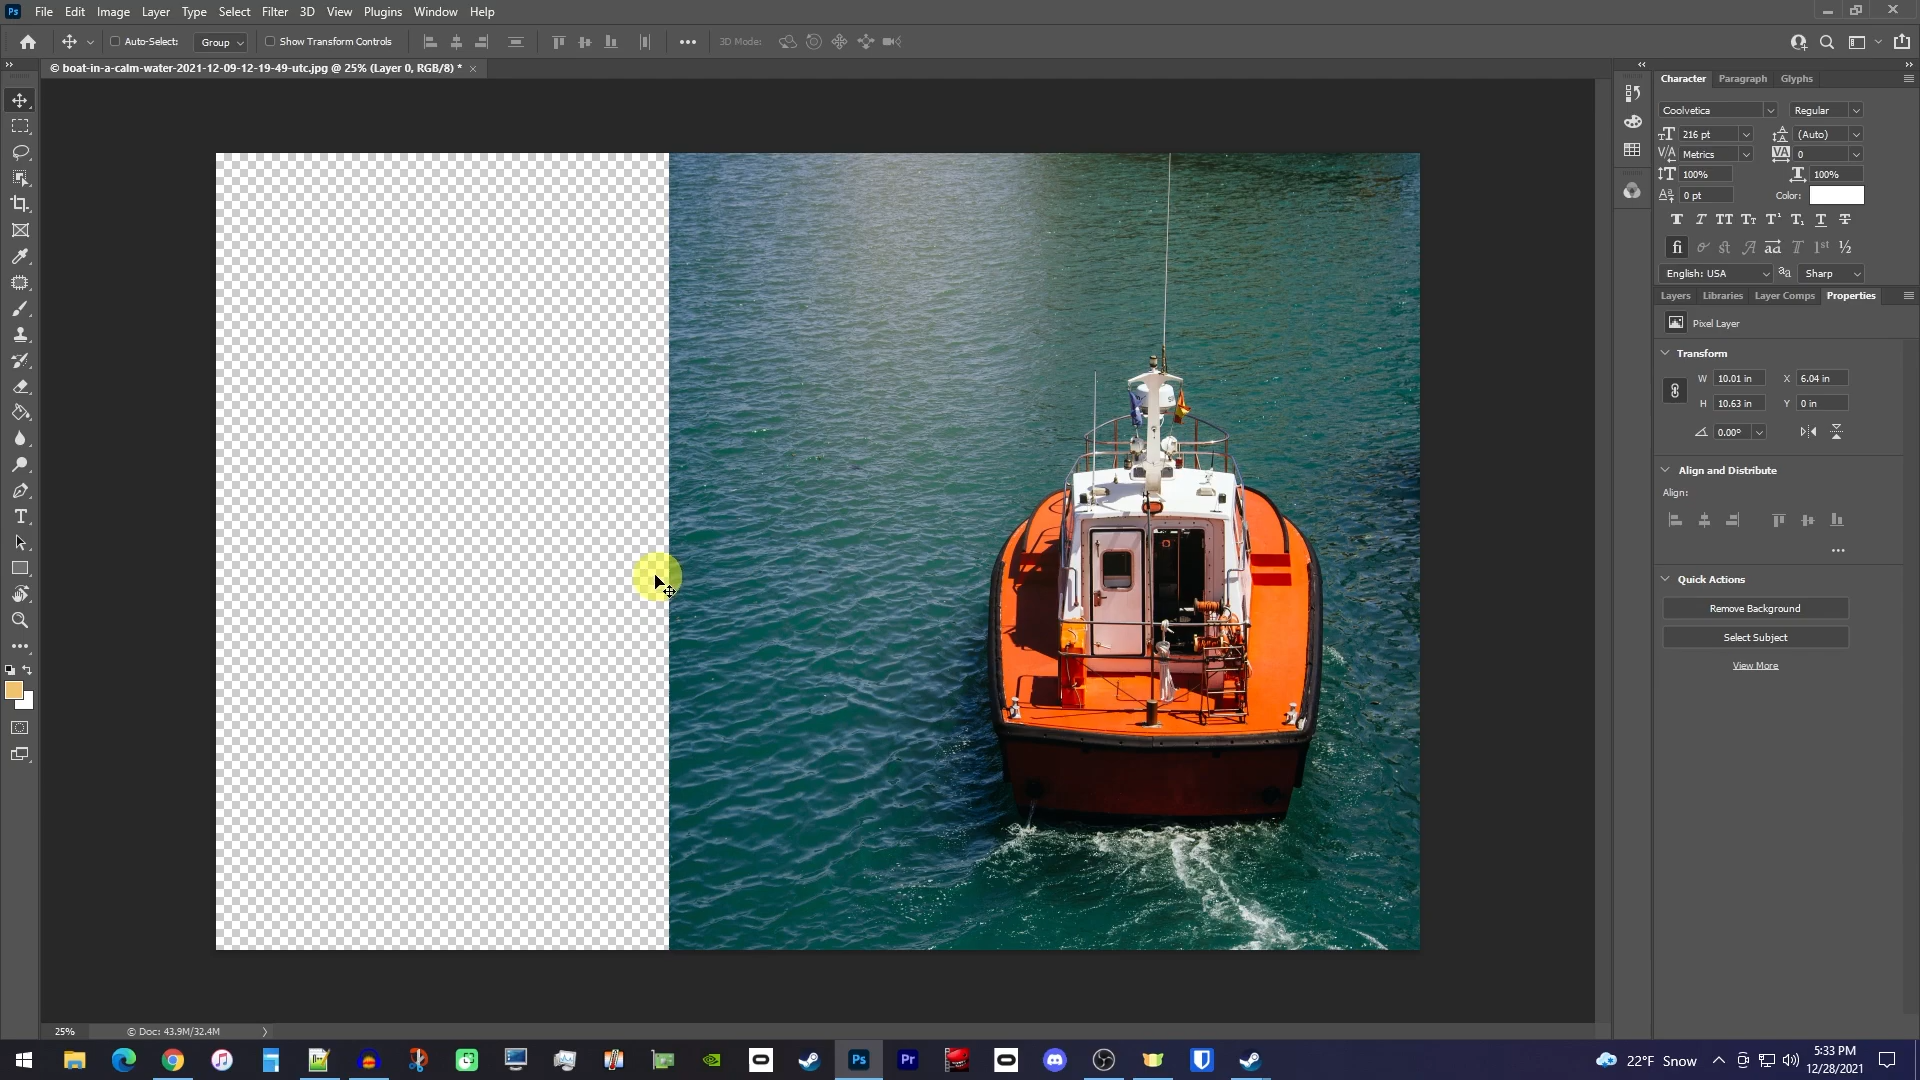 Ps File Edit Image Layer Type Select Filter 3D View Plugins Window Help
Auto-Select: Group Show Transform Controls 3D Mode:
© boat-in-a-calm-water-2021-12-09-12-19-49-utc.jpg @ 25% (Layer 0, RGB/8) *
Character Paragraph Glyphs
Coolvetica Regular
216 pt (Auto)
Metrics 0
100% 100%
0 pt Color:
English: USA aa Sharp
Layers Libraries Layer Comps Properties
Pixel Layer
Transform
W 10.01 in X 6.04 in
H 10.63 in Y 0 in
0.00°
Align and Distribute
Align:
Quick Actions
Remove Background
Select Subject
View More
25% © Doc: 43.9M/32.4M
Ps Pr 22°F Snow 5:33 PM
12/28/2021